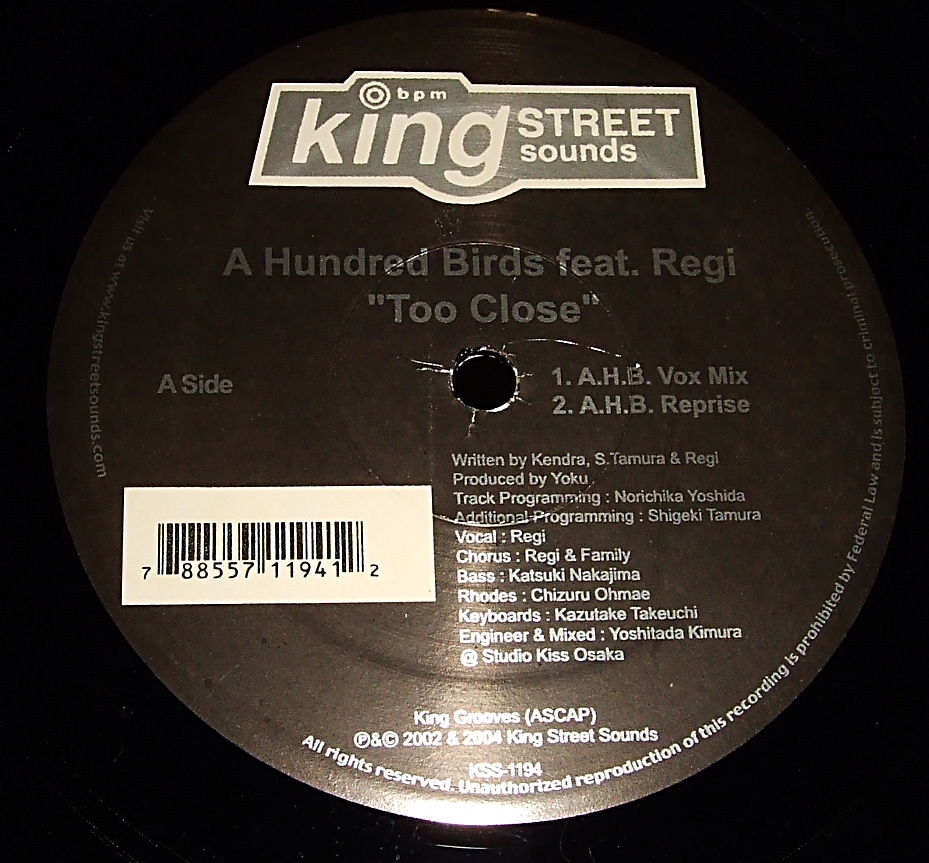 bpm
king STREET
sounds
A Hundred Birds feat. Regi
"Too Close"
A Side
1. A.H.B. Vox Mix
2. A.H.B. Reprise
Written by Kendra, S.Tamura & Regi
Produced by Yoku
Track Programming : Norichika Yoshida
Additional Programming : Shigeki Tamura
Vocal : Regi
Chorus : Regi & Family
Bass : Katsuki Nakajima
Rhodes : Chizuru Ohmae
Keyboards : Kazutake Takeuchi
Engineer & Mixed : Yoshitada Kimura
@ Studio Kiss Osaka
7 88557 11941 2
King Grooves (ASCAP)
℗&© 2002 & 2004 King Street Sounds
KSS-1194
Visit us at www.kingstreetsounds.com
All rights reserved. Unauthorized reproduction of this recording is prohibited by Federal Law and is subject to criminal prosecution.